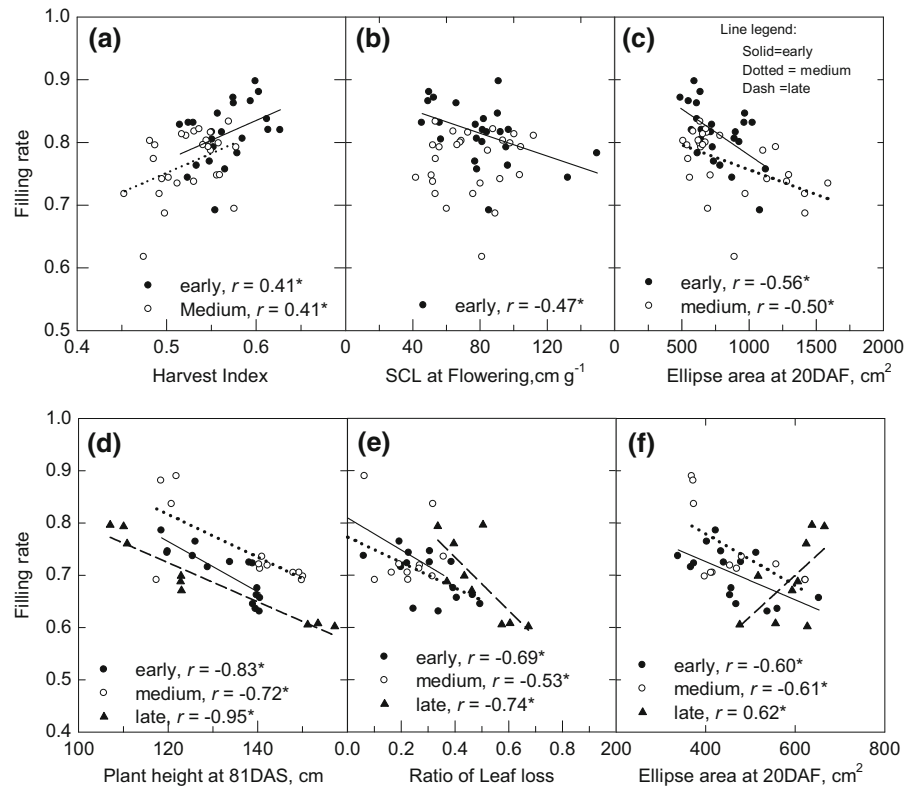 (a)
(b)
(c)
Line legend:
Solid=early
Dotted = medium
Dash =late
Filling rate
1.0
0.9
0.8
0.7
0.6
0.5
early, r = 0.41*
Medium, r = 0.41*
early, r = -0.47*
early, r = -0.56*
medium, r = -0.50*
0.4 0.5 0.6
0 40 80 120
0 500 1000 1500 2000
Harvest Index
SCL at Flowering,cm g-1
Ellipse area at 20DAF, cm2
(d)
(e)
(f)
Filling rate
1.0
0.9
0.8
0.7
0.6
0.5
0.4
early, r = -0.83*
medium, r = -0.72*
late, r = -0.95*
early, r = -0.69*
medium, r = -0.53*
late, r = -0.74*
early, r = -0.60*
medium, r = -0.61*
late, r = 0.62*
100 120 140
0.0 0.2 0.4 0.6 0.8
200 400 600 800
Plant height at 81DAS, cm
Ratio of Leaf loss
Ellipse area at 20DAF, cm2